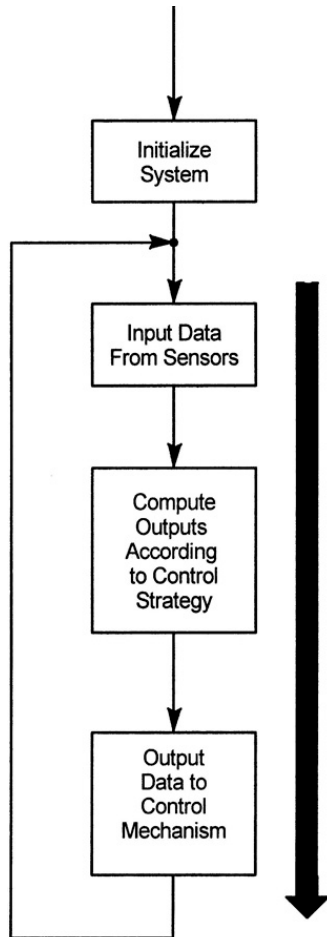 Initialize
System
Input Data
From Sensors
Compute
Outputs
According
to Control
Strategy
Output
Data to
Control
Mechanism